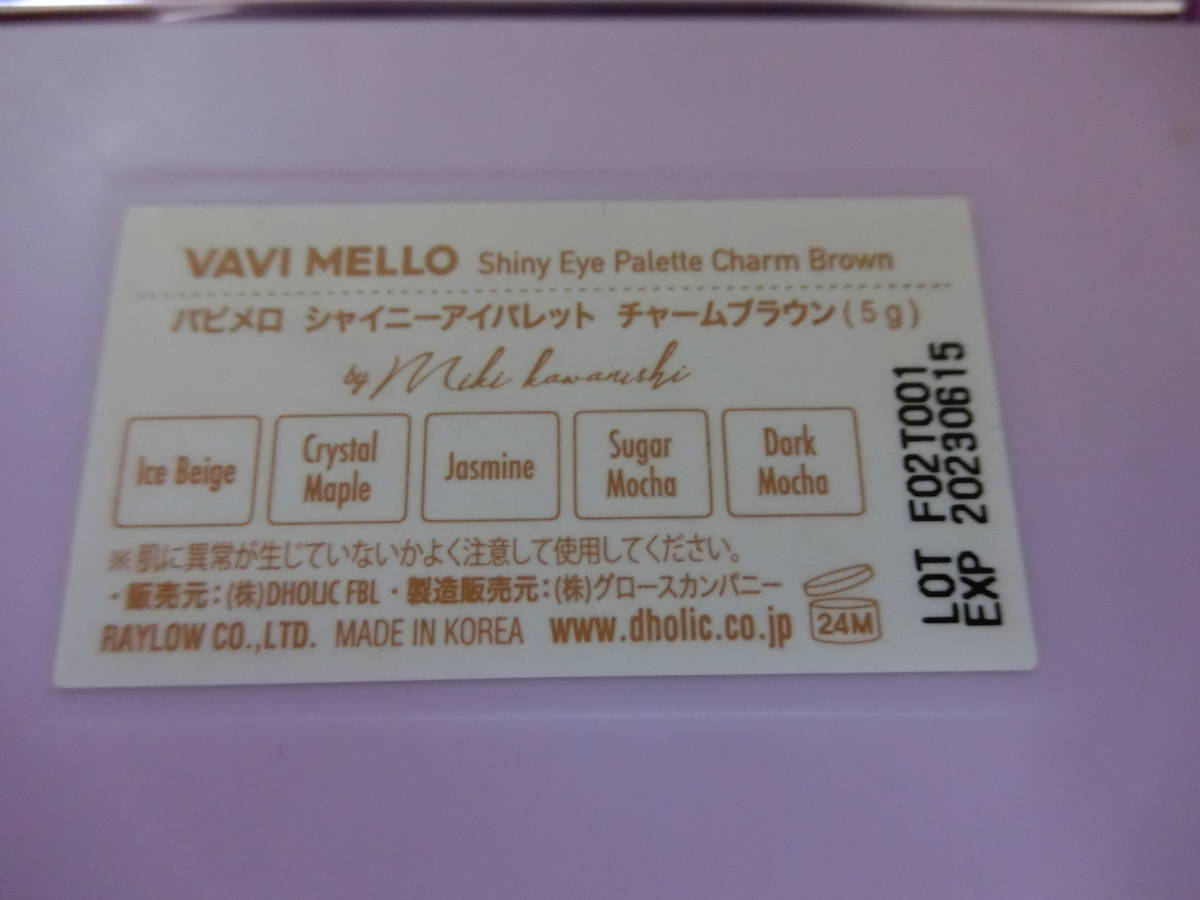 VAVI MELLO Shiny Eye Palette Charm Brown
バビメロ シャイニーアイパレット チャームブラウン(5g)
by Miki kawanishi
Ice Beige
Crystal
Maple
Jasmine
Sugar
Mocha
Dark
Mocha
※肌に異常が生じていないかよく注意して使用してください。
・販売元:(株)DHOLIC FBL・製造販売元:(株)グロースカンパニー
RAYLOW CO.,LTD. MADE IN KOREA www.dholic.co.jp
24M
LOT F02T001
EXP 20230615